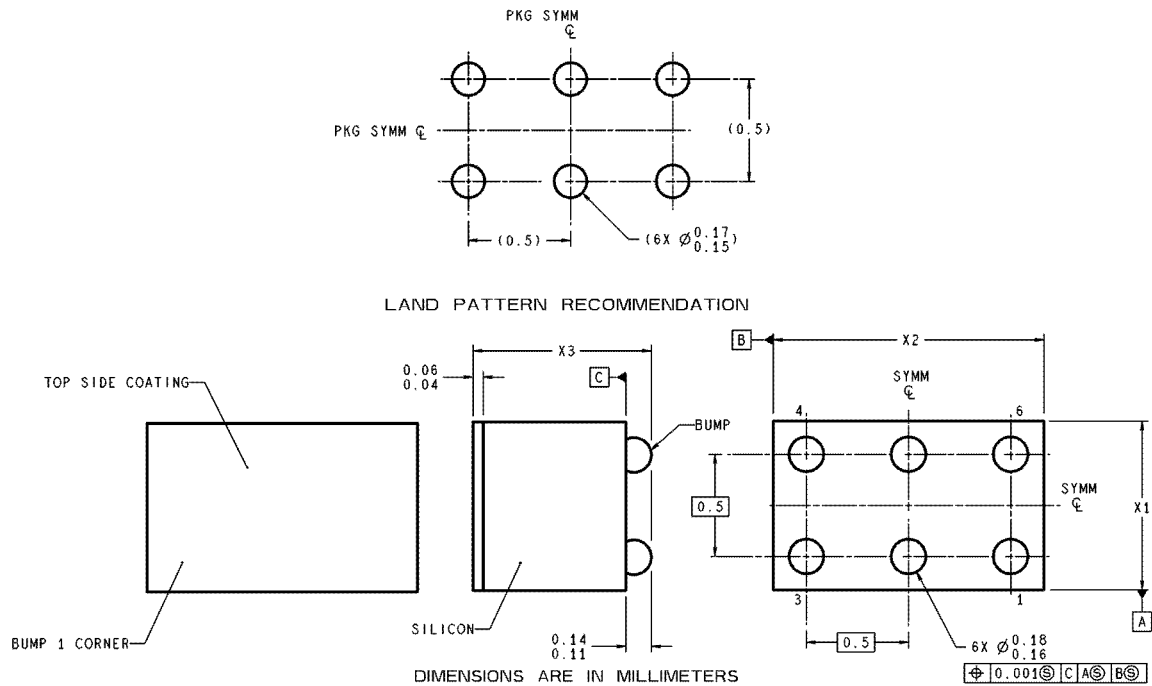 PKG SYMM
℄
PKG SYMM ℄
(0.5)
(0.5)
(6X Ø 0.17
0.15)
LAND PATTERN RECOMMENDATION
X3
B
X2
0.06
0.04
C
SYMM
℄
TOP SIDE COATING
4
6
BUMP
SYMM
℄
0.5
X1
3
1
A
SILICON
BUMP 1 CORNER
0.14
0.11
0.5
6X Ø 0.18
0.16
DIMENSIONS ARE IN MILLIMETERS
⌖ 0.001Ⓢ C AⓈ BⓈ